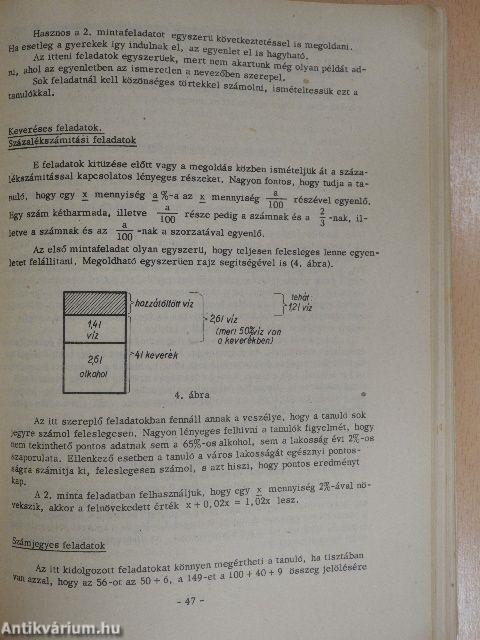 Hasznos a 2. mintafeladatot egyszerű következtetéssel is megoldani.
Ha esetleg a gyerekek így indulnak el, az egyenlet el is hagyható.
Az itteni feladatok egyszerűek, mert nem akartunk még olyan példát ad-
ni, ahol az egyenletben az ismeretlen a nevezőben szerepel.
Sok feladatnál kell közönséges törtekkel számolni, ismételtessük ezt a
tanulókkal.
Keveréses feladatok.
Százalékszámítási feladatok
E feladatok kitűzése előtt vagy a megoldás közben ismételjük át a száza-
lékszámítással kapcsolatos lényeges részeket. Nagyon fontos, hogy tudja a ta-
nuló, hogy egy x mennyiség a %-a az x mennyiség a/100 részével egyenlő.
Egy szám kétharmada, illetve a/100 része pedig a számnak és a 2/3 -nak, il-
letve a számnak és az a/100 -nak a szorzatával egyenlő.
Az első mintafeladat olyan egyszerű, hogy teljesen felesleges lenne egyen-
letet felállítani. Megoldható egyszerűen rajz segítségével is (4. ábra).
hozzátöltött víz
tehát:
1,2 l víz
1,4 l
víz
2,6 l víz
(mert 50% víz van
a keverékben)
2,6 l
alkohol
4 l keverék
4. ábra
Az itt szereplő feladatokban fennáll annak a veszélye, hogy a tanuló sok
jegyre számol feleslegesen. Nagyon lényeges felhívni a tanulók figyelmét, hogy
nem tekinthető pontos adatnak sem a 65%-os alkohol, sem a lakosság évi 2%-os
szaporulata. Ellenkező esetben a tanuló a város lakosságát egésznyi pontos-
ságra számítja ki, feleslegesen számol, s azt hiszi, hogy pontos eredményt
kap.
A 2. minta feladatban felhasználjuk, hogy egy x mennyiség 2%-ával nö-
vekszik, akkor a felnövekedett érték x + 0,02x = 1,02x lesz.
Számjegyes feladatok
Az itt kidolgozott feladatokat könnyen megértheti a tanuló, ha tisztában
van azzal, hogy az 56-ot az 50 + 6, a 149-et a 100 + 40 + 9 összeg jelölésére
- 47 -
Antikvárium.hu